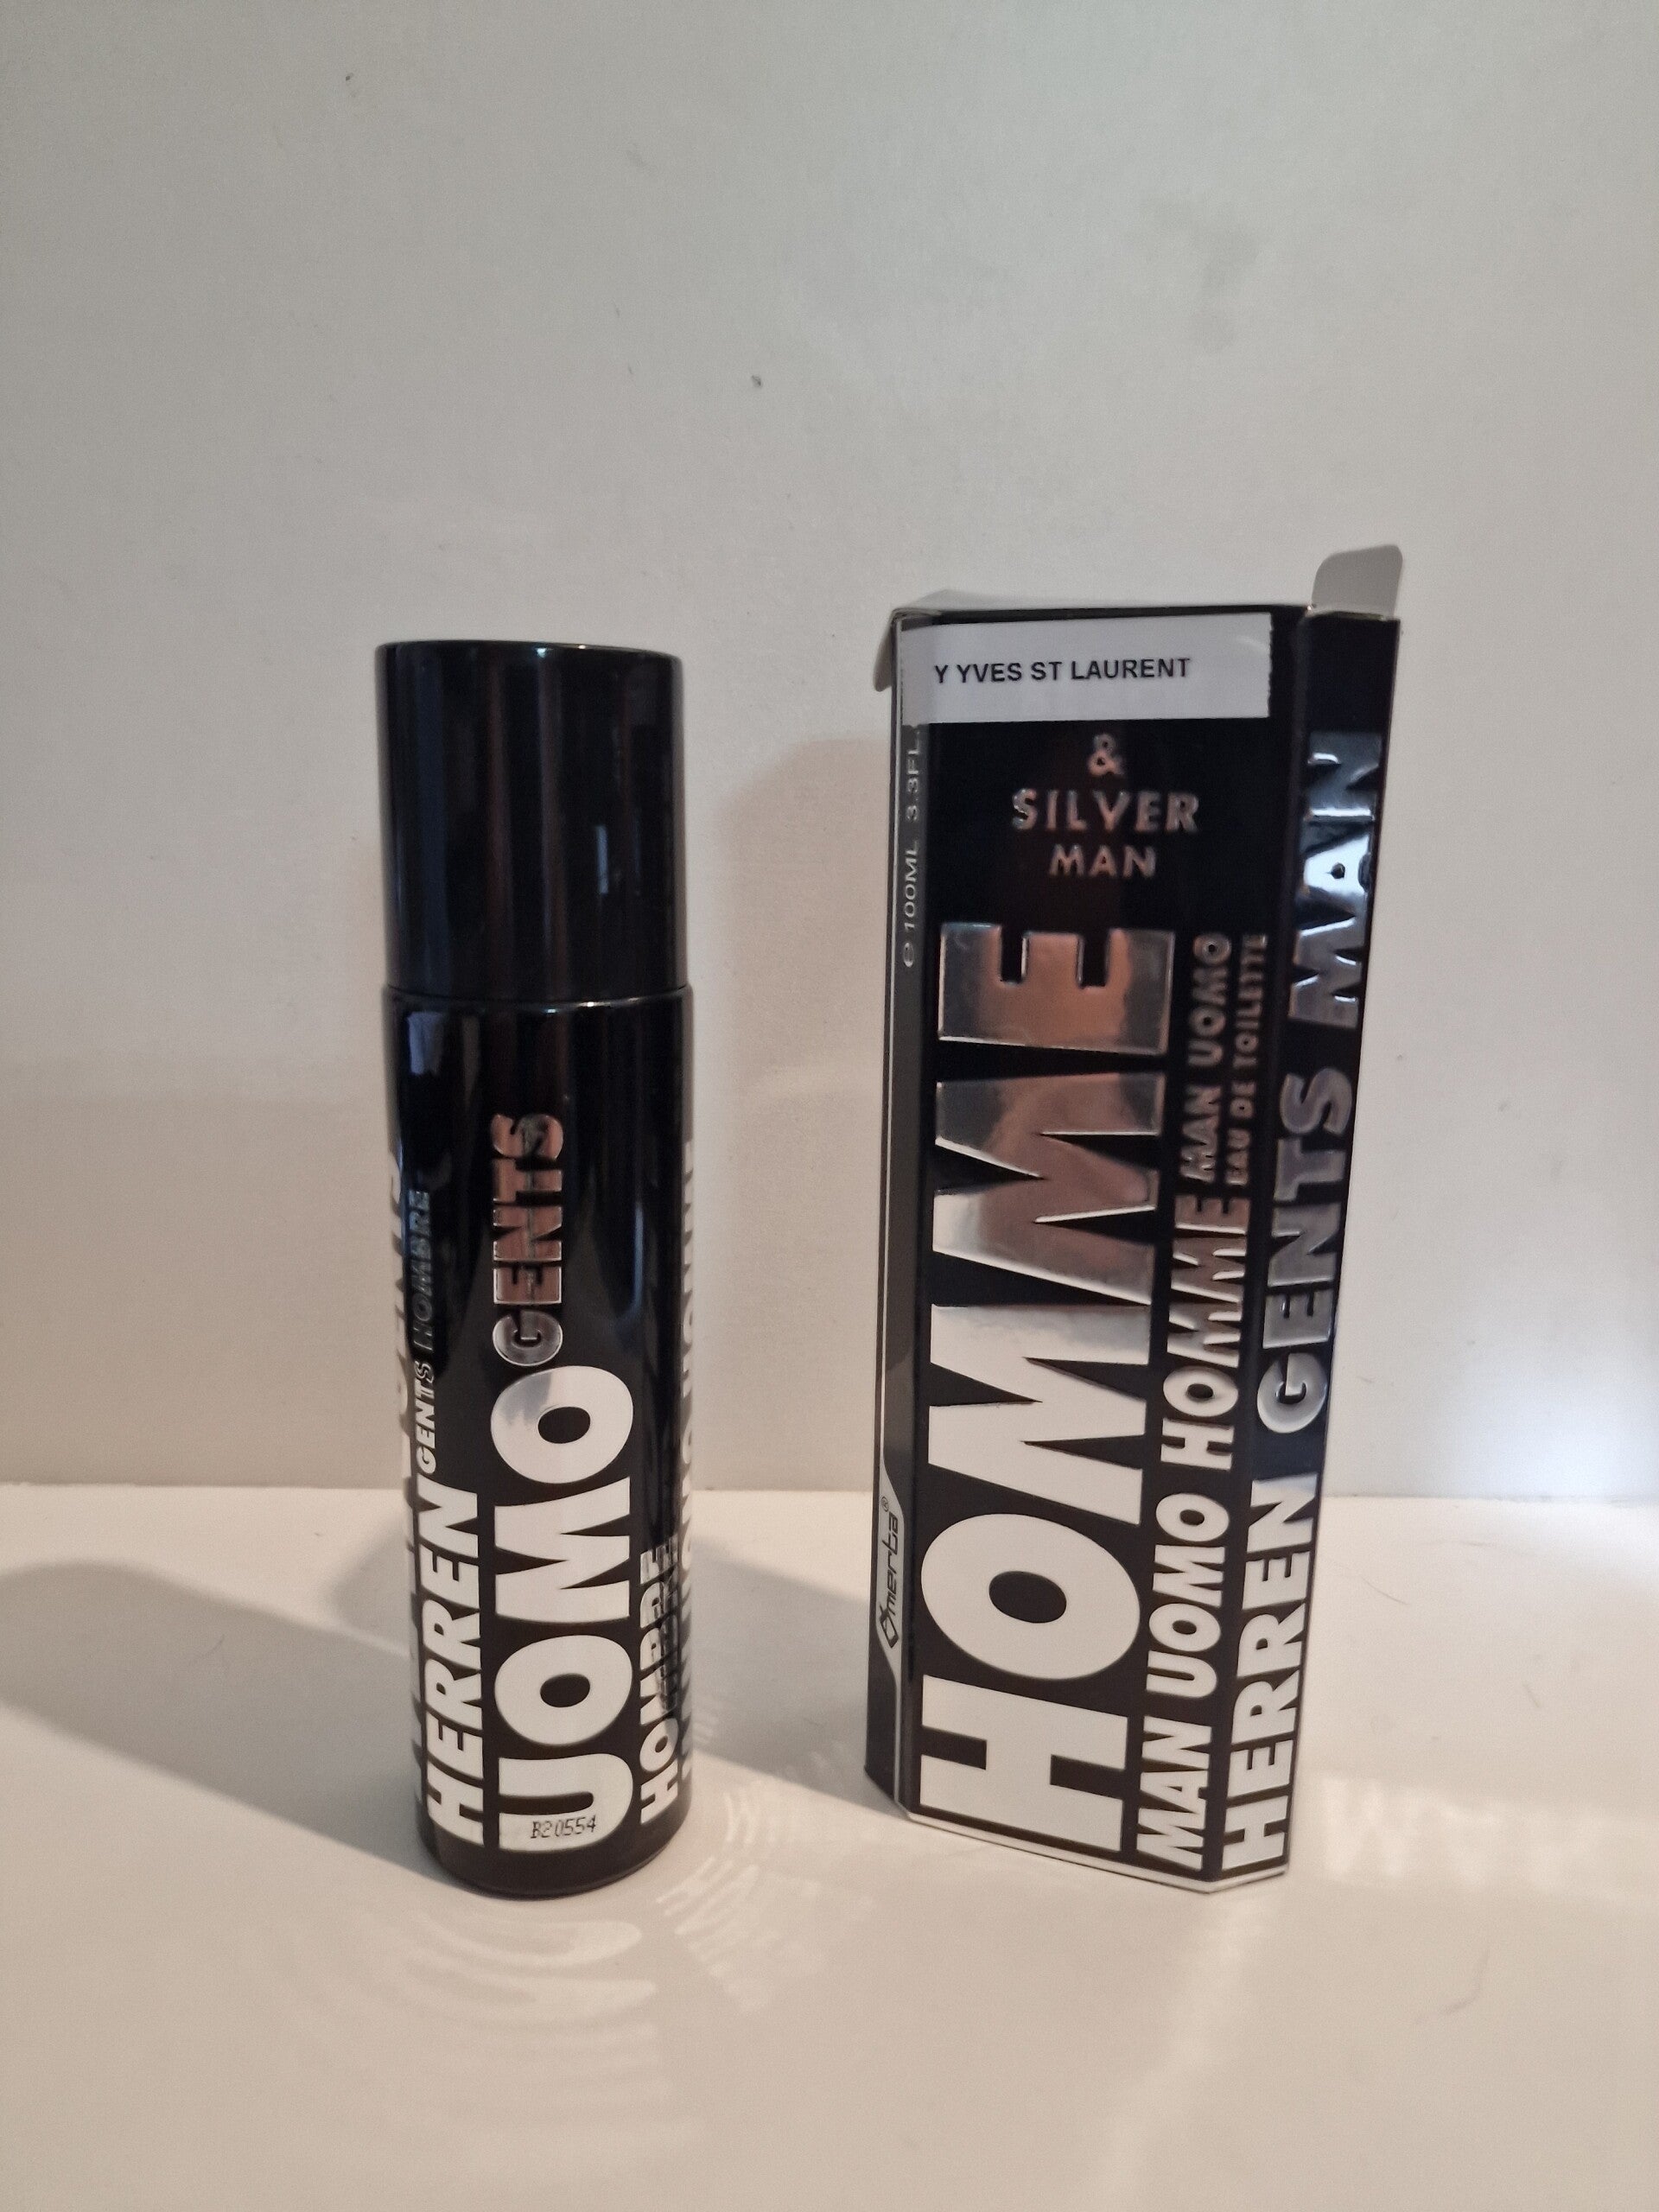 HERREN GENTS HOMBRE
UOMO GENTS
HOMBRE
B20554
Y YVES ST LAURENT
&
SILVER
MAN
HOMME
MAN UOMO HOMME MAN UOMO
EAU DE TOILETTE
HERREN GENTS MAN
e 100ML 3.3FL.
Omerta®